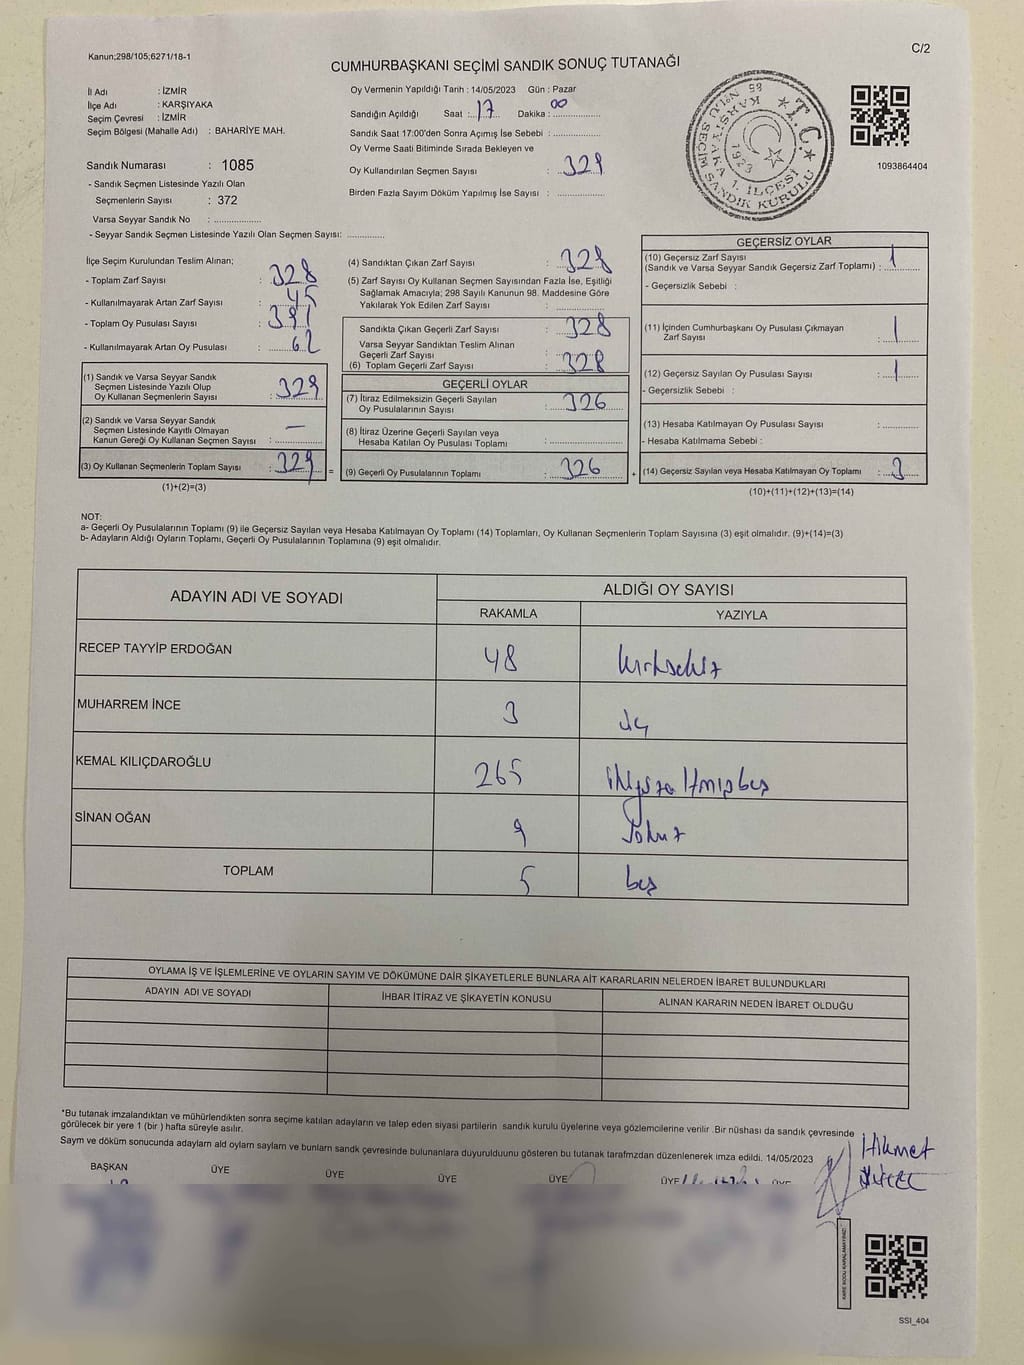 Kanun;298/105;6271/18-1
C/2
CUMHURBAŞKANI SEÇİMİ SANDIK SONUÇ TUTANAĞI
İl Adı : İZMİR
İlçe Adı : KARŞIYAKA
Seçim Çevresi : İZMİR
Seçim Bölgesi (Mahalle Adı) : BAHARİYE MAH.
Sandık Numarası : 1085
- Sandık Seçmen Listesinde Yazılı Olan
Seçmenlerin Sayısı : 372
Varsa Seyyar Sandık No : ..................
- Seyyar Sandık Seçmen Listesinde Yazılı Olan Seçmen Sayısı: ..............
Oy Vermenin Yapıldığı Tarih : 14/05/2023 Gün : Pazar
Sandığın Açıldığı Saat : 17 Dakika : 00
Sandık Saat 17:00'den Sonra Açımış İse Sebebi : ..................
Oy Verme Saati Bitiminde Sırada Bekleyen ve
Oy Kullandırılan Seçmen Sayısı : 329
Birden Fazla Sayım Döküm Yapılmış İse Sayısı : ..................
T.C.
KARŞIYAKA 1. İLÇESİ
SEÇİM SANDIK KURULU
1923
1093864404
İlçe Seçim Kurulundan Teslim Alınan;
- Toplam Zarf Sayısı : 328
- Kullanılmayarak Artan Zarf Sayısı : 45
- Toplam Oy Pusulası Sayısı : 391
- Kullanılmayarak Artan Oy Pusulası : 62
(1) Sandık ve Varsa Seyyar Sandık
Seçmen Listesinde Yazılı Olup
Oy Kullanan Seçmenlerin Sayısı : 329
(2) Sandık ve Varsa Seyyar Sandık
Seçmen Listesinde Kayıtlı Olmayan
Kanun Gereği Oy Kullanan Seçmen Sayısı : —
(3) Oy Kullanan Seçmenlerin Toplam Sayısı : 329 =
(1)+(2)=(3)
(4) Sandıktan Çıkan Zarf Sayısı : 328
(5) Zarf Sayısı Oy Kullanan Seçmen Sayısından Fazla İse, Eşitliği
Sağlamak Amacıyla; 298 Sayılı Kanunun 98. Maddesine Göre
Yakılarak Yok Edilen Zarf Sayısı : ..............
Sandıkta Çıkan Geçerli Zarf Sayısı : 328
Varsa Seyyar Sandıktan Teslim Alınan
Geçerli Zarf Sayısı : ..............
(6) Toplam Geçerli Zarf Sayısı : 328
GEÇERLİ OYLAR
(7) İtiraz Edilmeksizin Geçerli Sayılan
Oy Pusulalarının Sayısı : 326
(8) İtiraz Üzerine Geçerli Sayılan veya
Hesaba Katılan Oy Pusulası Toplamı : ..................
(9) Geçerli Oy Pusulalarının Toplamı : 326 +
GEÇERSİZ OYLAR
(10) Geçersiz Zarf Sayısı
(Sandık ve Varsa Seyyar Sandık Geçersiz Zarf Toplamı) : 1
- Geçersizlik Sebebi :
(11) İçinden Cumhurbaşkanı Oy Pusulası Çıkmayan
Zarf Sayısı : 1
(12) Geçersiz Sayılan Oy Pusulası Sayısı : 1
- Geçersizlik Sebebi :
(13) Hesaba Katılmayan Oy Pusulası Sayısı : ..........
- Hesaba Katılmama Sebebi :
(14) Geçersiz Sayılan veya Hesaba Katılmayan Oy Toplamı : 3
(10)+(11)+(12)+(13)=(14)
NOT:
a- Geçerli Oy Pusulalarının Toplamı (9) ile Geçersiz Sayılan veya Hesaba Katılmayan Oy Toplamı (14) Toplamları, Oy Kullanan Seçmenlerin Toplam Sayısına (3) eşit olmalıdır. (9)+(14)=(3)
b- Adayların Aldığı Oyların Toplamı, Geçerli Oy Pusulalarının Toplamına (9) eşit olmalıdır.
ADAYIN ADI VE SOYADI
ALDIĞI OY SAYISI
RAKAMLA YAZIYLA
RECEP TAYYİP ERDOĞAN 48 kırksekiz
MUHARREM İNCE 3 üç
KEMAL KILIÇDAROĞLU 265 ikiyüzaltmışbeş
SİNAN OĞAN 9 dokuz
TOPLAM 5 beş
OYLAMA İŞ VE İŞLEMLERİNE VE OYLARIN SAYIM VE DÖKÜMÜNE DAİR ŞİKAYETLERLE BUNLARA AİT KARARLARIN NELERDEN İBARET BULUNDUKLARI
ADAYIN ADI VE SOYADI İHBAR İTİRAZ VE ŞİKAYETİN KONUSU ALINAN KARARIN NEDEN İBARET OLDUĞU
*Bu tutanak imzalandıktan ve mühürlendikten sonra seçime katılan adayların ve talep eden siyasi partilerin sandık kurulu üyelerine veya gözlemcilerine verilir .Bir nüshası da sandık çevresinde
görülecek bir yere 1 (bir ) hafta süreyle asılır.
Saym ve döküm sonucunda adaylarn ald oylarn saylam ve bunlarn sandk çevresinde bulunanlara duyurulduunu gösteren bu tutanak tarafmzdan düzenlenerek imza edildi. 14/05/2023
BAŞKAN ÜYE ÜYE ÜYE ÜYE ÜYE ÜYE
Hikmet
KARE KODU KARALAMAYINIZ!
SSI_404